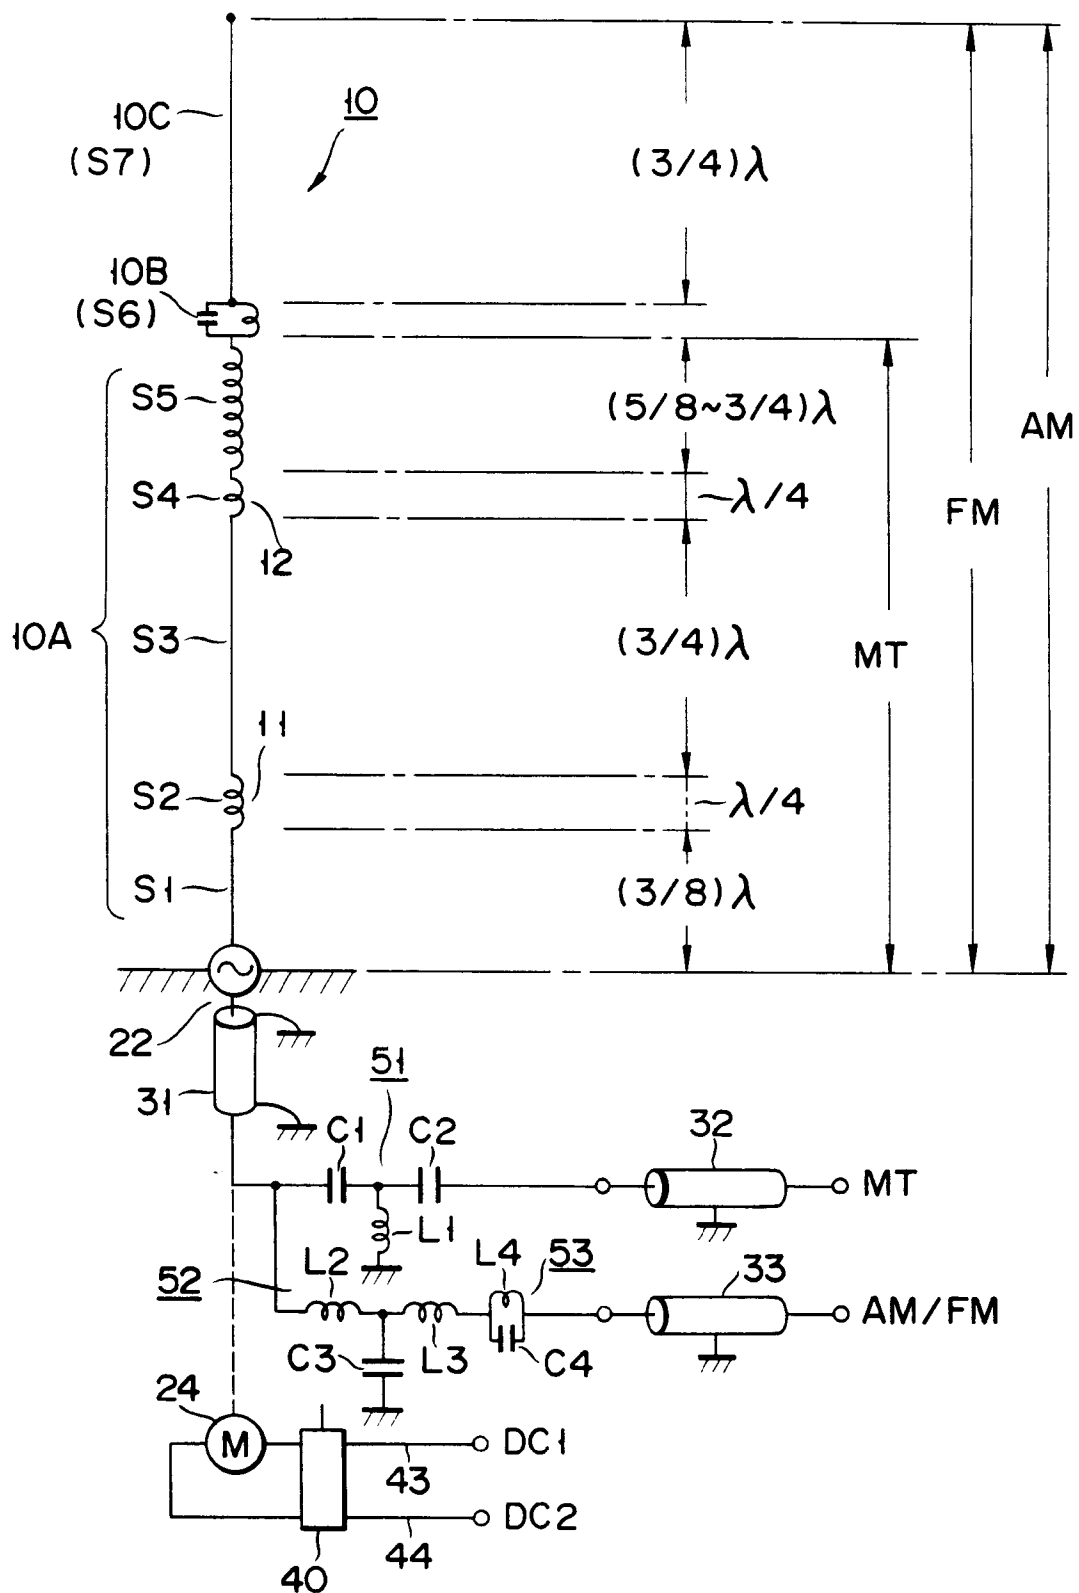 10C
10
(S7)
(3/4)λ
10B
(S6)
S5
(5/8~3/4)λ
AM
S4
λ/4
FM
12
10A
S3
(3/4)λ
MT
11
S2
λ/4
S1
(3/8)λ
22
31
51
C1
C2
32
MT
L1
52
L2
L4
53
33
AM/FM
C3
L3
C4
24
M
DC1
43
DC2
44
40